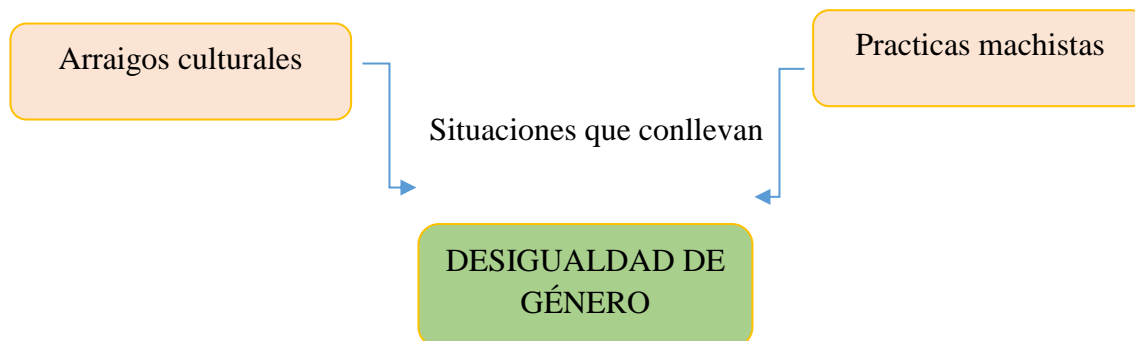 Arraigos culturales
Practicas machistas
Situaciones que conllevan
DESIGUALDAD DE
GÉNERO